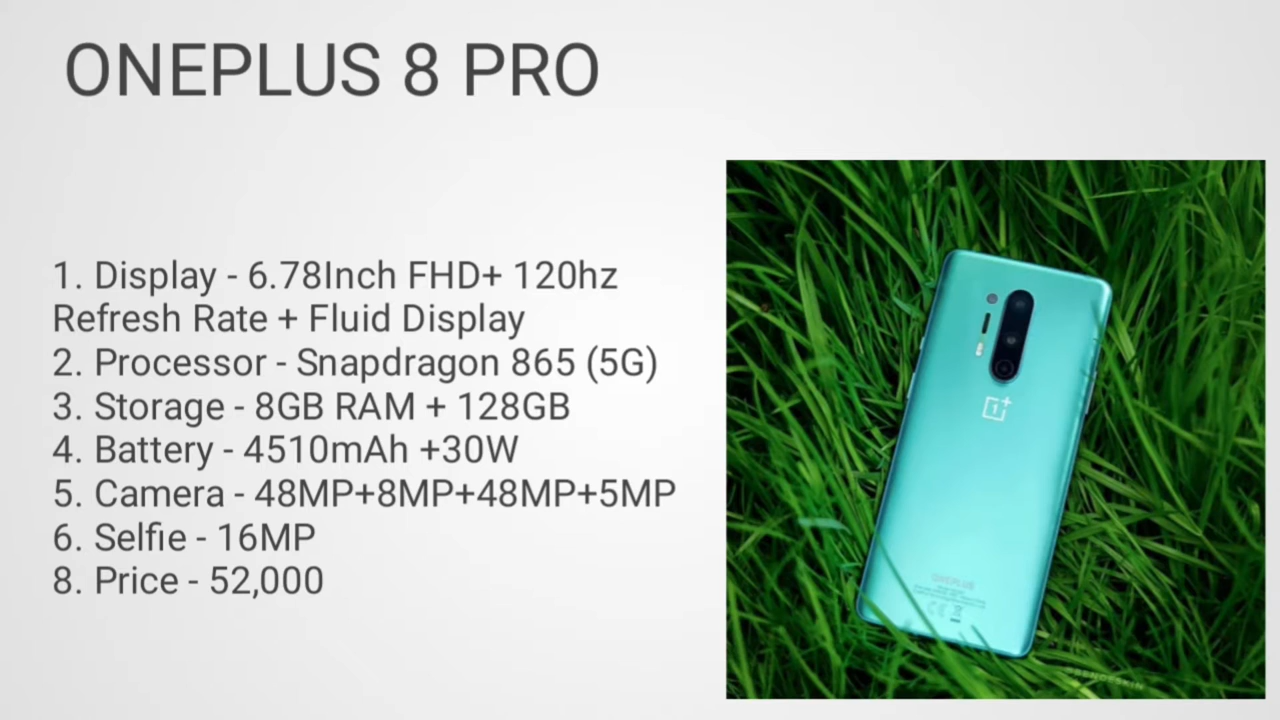 ONEPLUS 8 PRO
1. Display - 6.78Inch FHD+ 120hz
Refresh Rate + Fluid Display
2. Processor - Snapdragon 865 (5G)
3. Storage - 8GB RAM + 128GB
4. Battery - 4510mAh +30W
5. Camera - 48MP+8MP+48MP+5MP
6. Selfie - 16MP
8. Price - 52,000
ONEPLUS